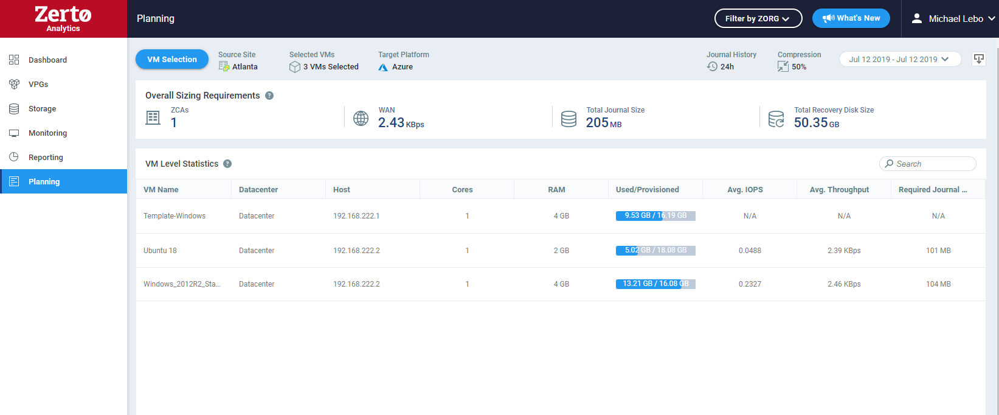 Zerto
Analytics
Planning
Filter by ZORG
What's New
Michael Lebo
Dashboard
VPGs
Storage
Monitoring
Reporting
Planning
VM Selection
Source Site
Atlanta
Selected VMs
3 VMs Selected
Target Platform
Azure
Journal History
24h
Compression
50%
Jul 12 2019 - Jul 12 2019
Overall Sizing Requirements ?
ZCAs
1
WAN
2.43 KBps
Total Journal Size
205 MB
Total Recovery Disk Size
50.35 GB
VM Level Statistics ?
Search
VM Name Datacenter Host Cores RAM Used/Provisioned Avg. IOPS Avg. Throughput Required Journal ...
Template-Windows Datacenter 192.168.222.1 1 4 GB 9.53 GB / 16.19 GB N/A N/A N/A
Ubuntu 18 Datacenter 192.168.222.2 1 2 GB 5.02 GB / 18.08 GB 0.0488 2.39 KBps 101 MB
Windows_2012R2_Sta... Datacenter 192.168.222.2 1 4 GB 13.21 GB / 16.08 GB 0.2327 2.46 KBps 104 MB